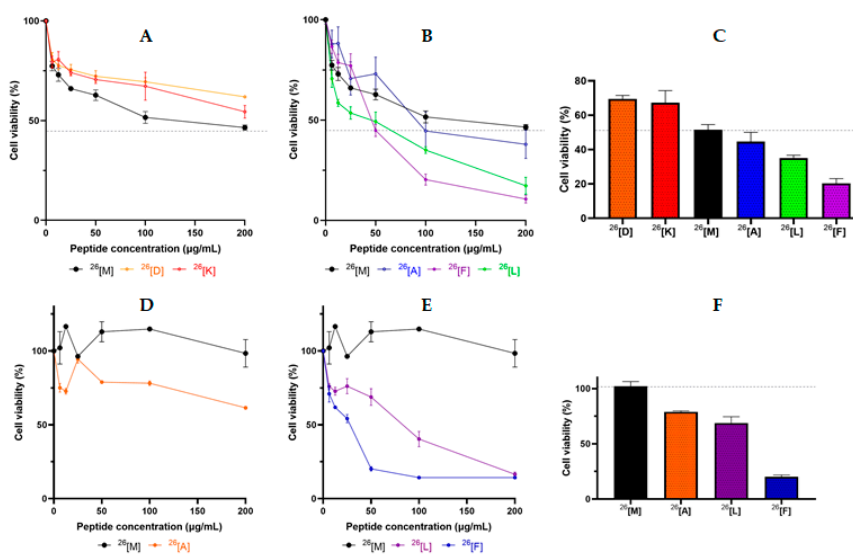 A
Cell viability (%)
100
50
0
0 50 100 150 200
Peptide concentration (µg/mL)
²⁶[M] ²⁶[D] ²⁶[K]
B
Cell viability (%)
100
50
0
0 50 100 150 200
Peptide concentration (µg/mL)
²⁶[M] ²⁶[A] ²⁶[F] ²⁶[L]
C
Cell viability (%)
80
60
40
20
0
²⁶[D] ²⁶[K] ²⁶[M] ²⁶[A] ²⁶[L] ²⁶[F]
D
Cell viability (%)
100
50
0
0 50 100 150 200
Peptide concentration (µg/mL)
²⁶[M] ²⁶[A]
E
Cell viability (%)
100
50
0
0 50 100 150 200
Peptide concentration (µg/mL)
²⁶[M] ²⁶[L] ²⁶[F]
F
Cell viability (%)
100
75
50
25
0
²⁶[M] ²⁶[A] ²⁶[L] ²⁶[F]